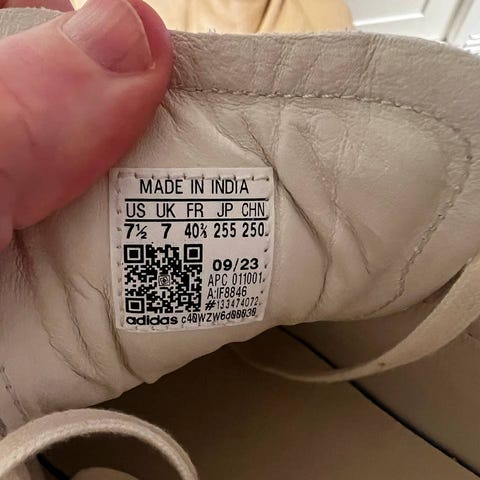 MADE IN INDIA
US UK FR JP CHN
7½ 7 40⅔ 255 250
09/23
APC 011001
A:IF8846
#133474072
adidas